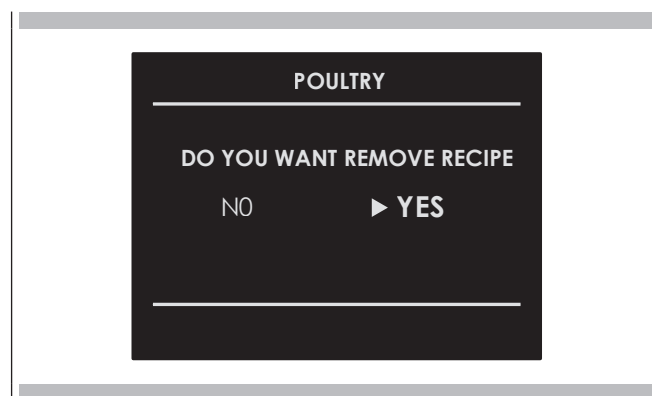 POULTRY
DO YOU WANT REMOVE RECIPE
N0 ▶ YES